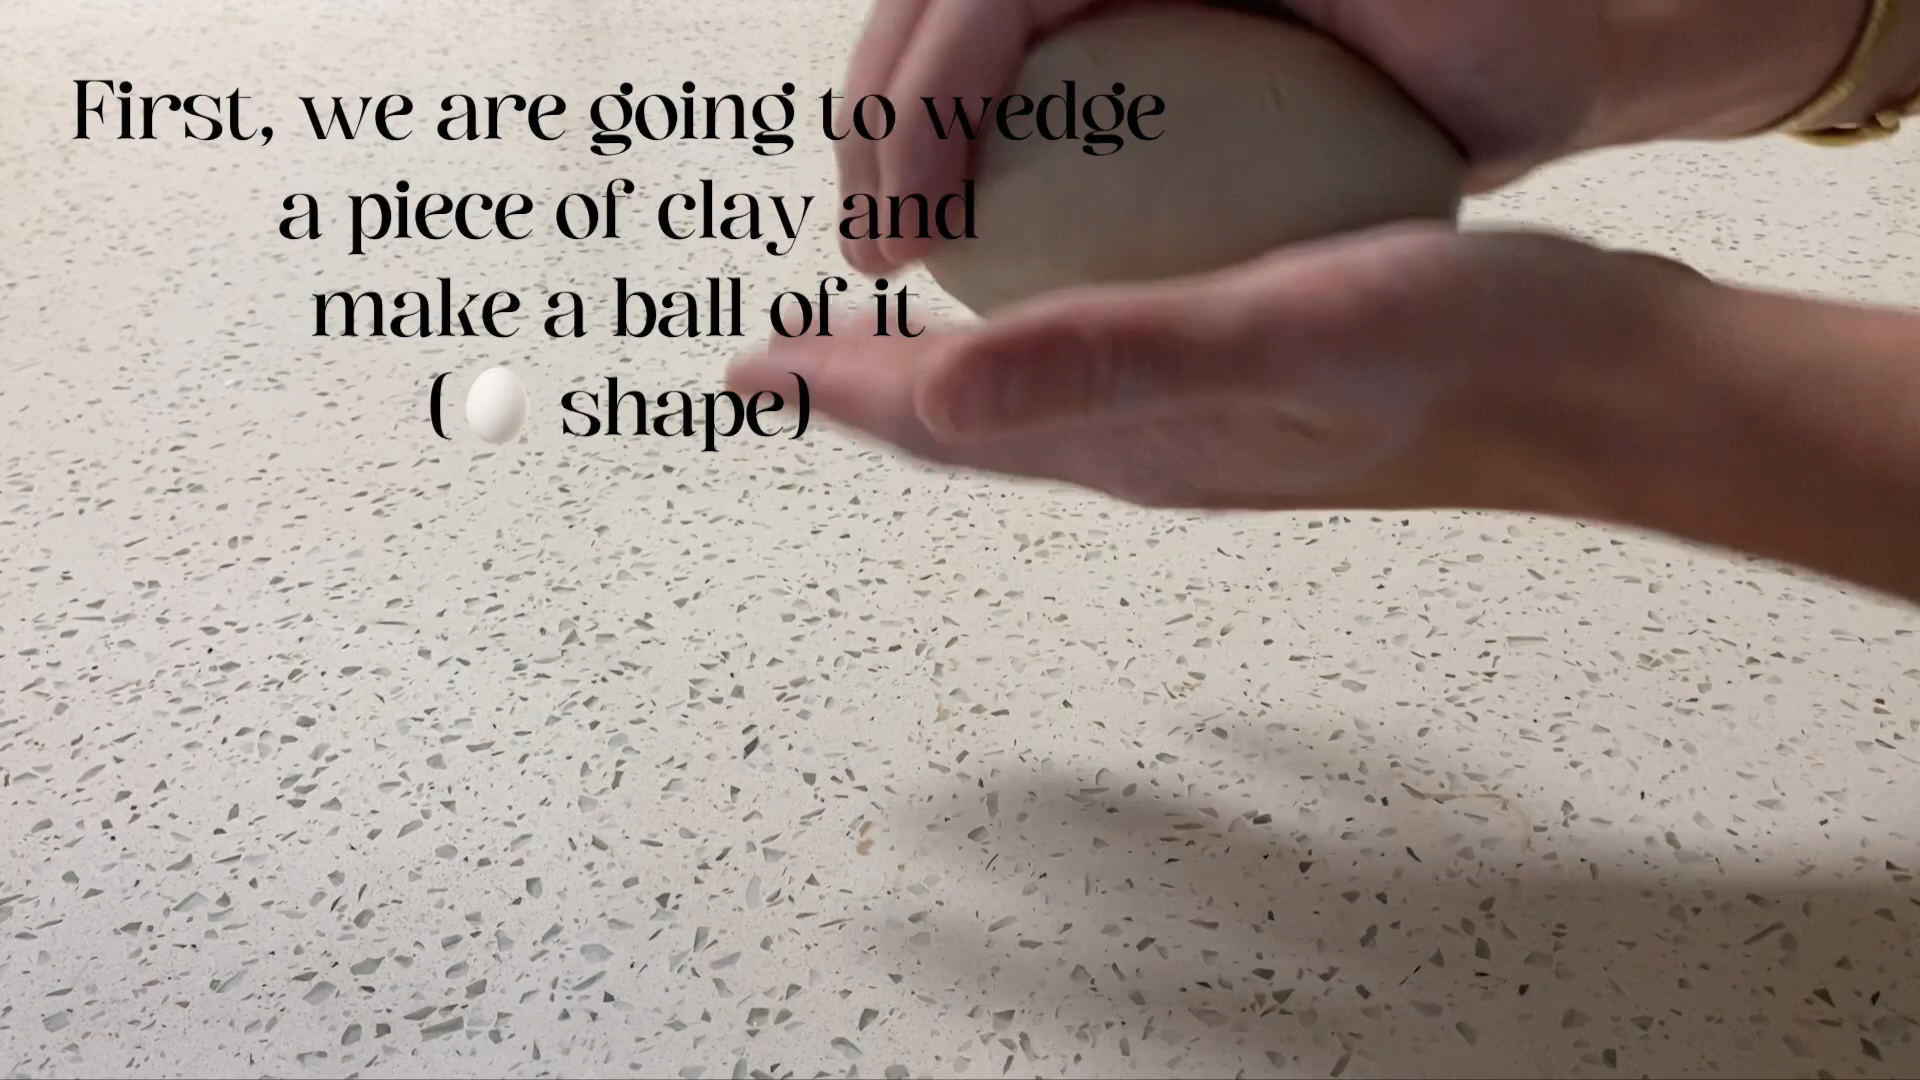 First, we are going to wedge
a piece of clay and
make a ball of it
(🥚 shape)